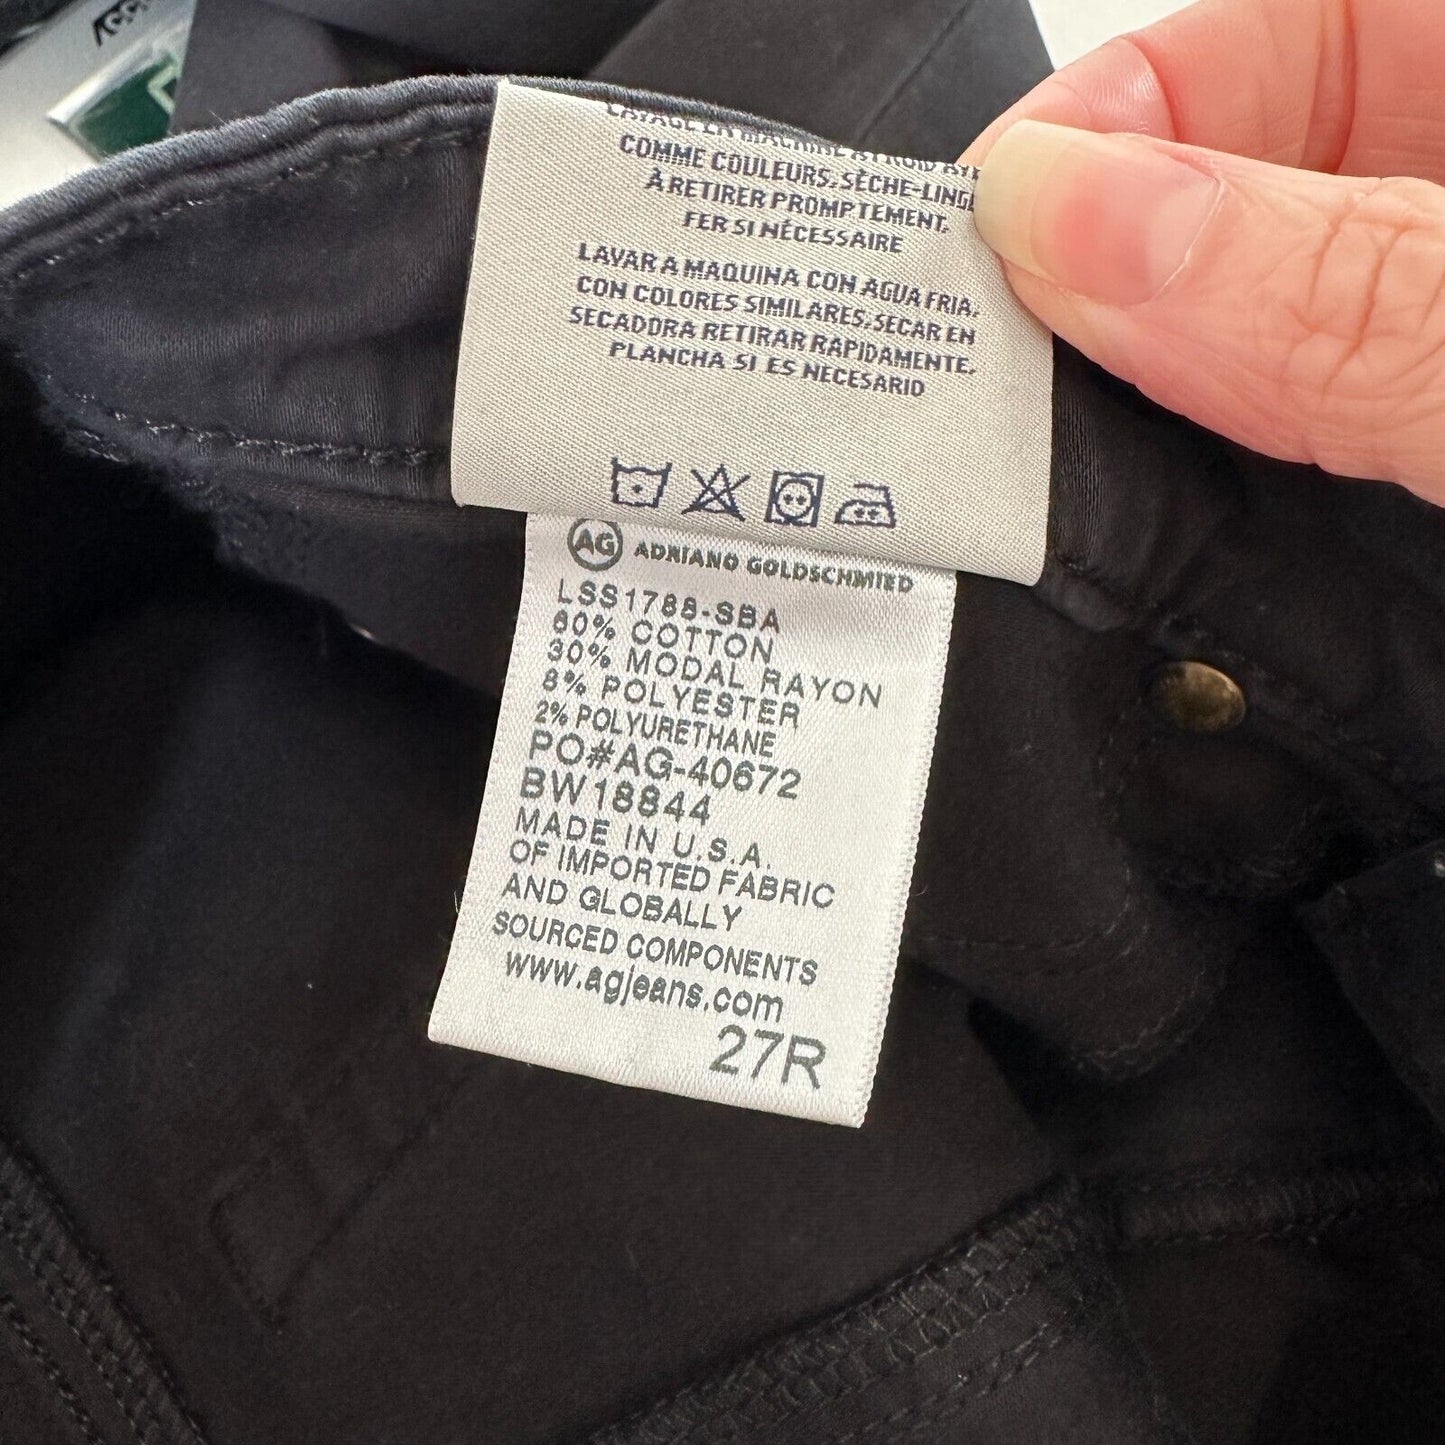 COMME COULEURS, SÈCHE-LINGE
À RETIRER PROMPTEMENT.
FER SI NÉCESSAIRE
LAVAR A MAQUINA CON AGUA FRIA,
CON COLORES SIMILARES, SECAR EN
SECADORA RETIRAR RAPIDAMENTE,
PLANCHA SI ES NECESARIO
AG ADRIANO GOLDSCHMIED
LSS1788-SBA
60% COTTON
30% MODAL RAYON
8% POLYESTER
2% POLYURETHANE
PO#AG-40672
BW18844
MADE IN U.S.A.
OF IMPORTED FABRIC
AND GLOBALLY
SOURCED COMPONENTS
www.agjeans.com
27R